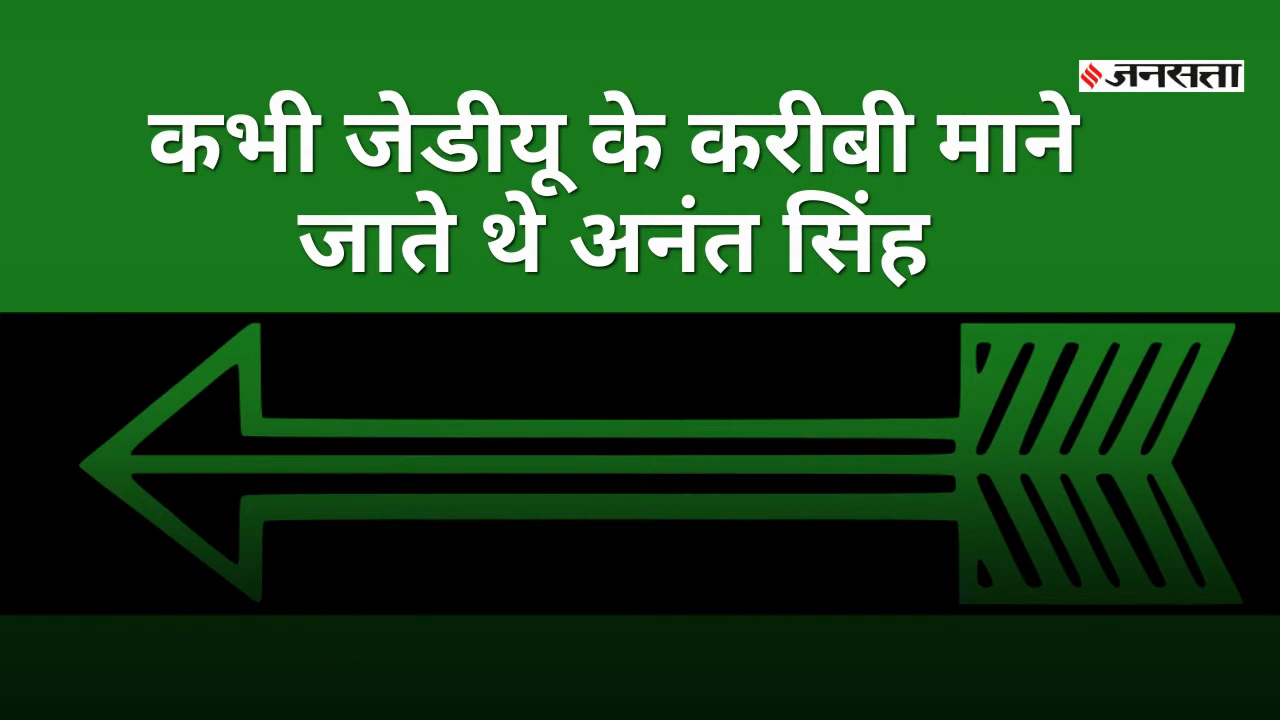 जनसत्ता
कभी जेडीयू के करीबी माने
जाते थे अनंत सिंह